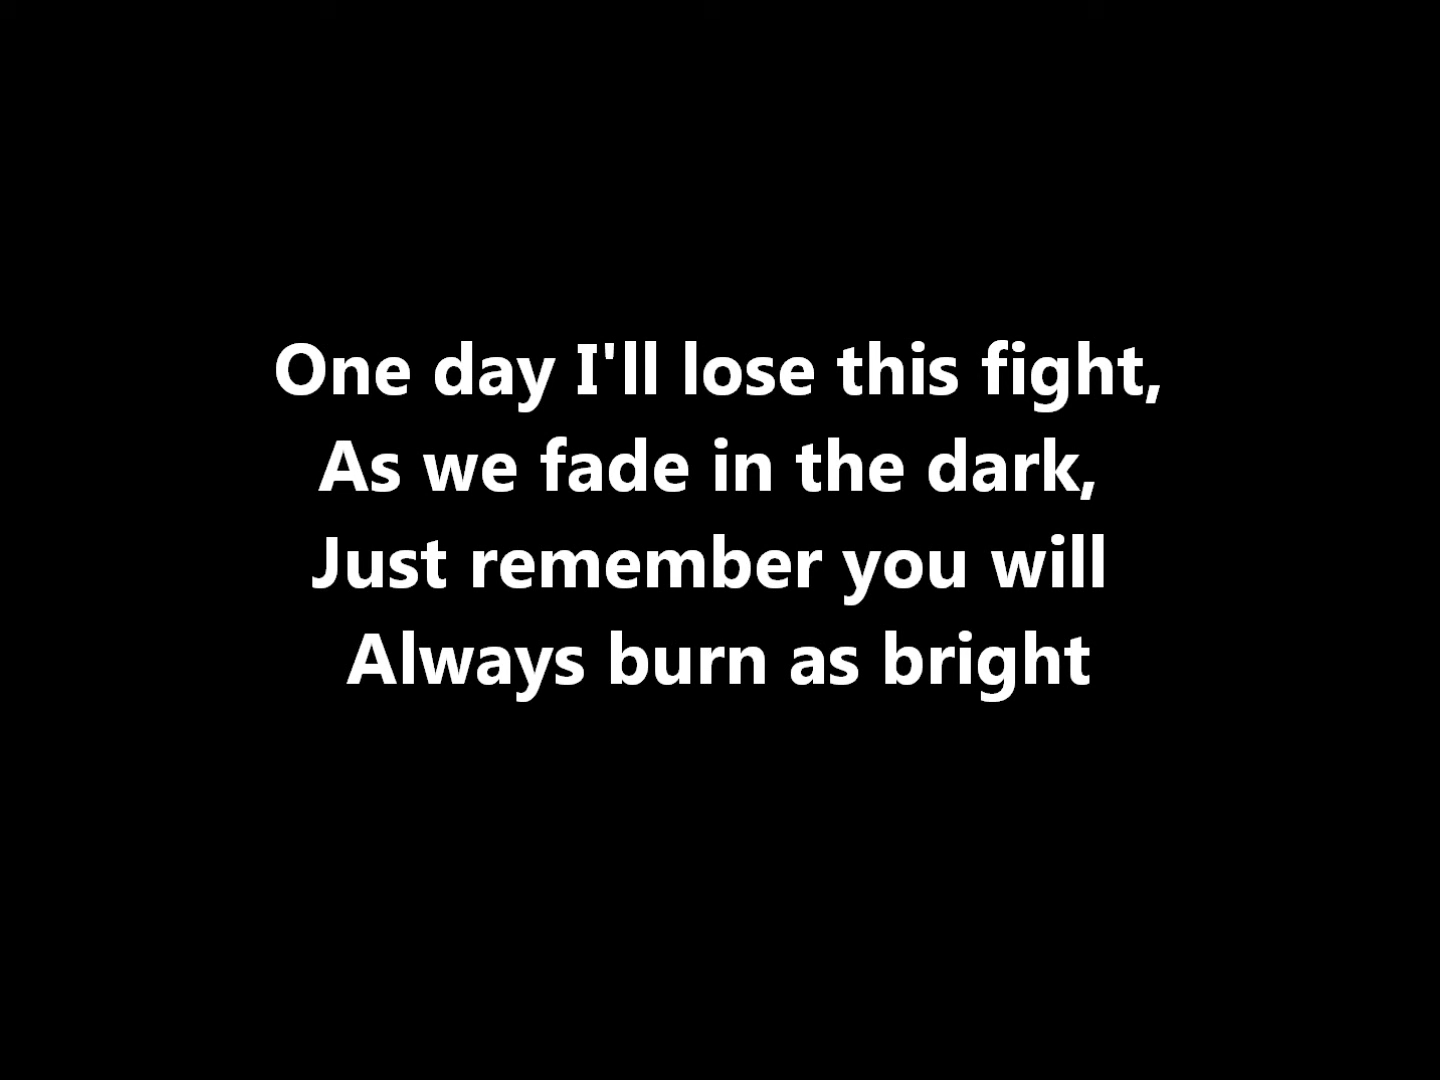 One day I'll lose this fight,
As we fade in the dark,
Just remember you will
Always burn as bright